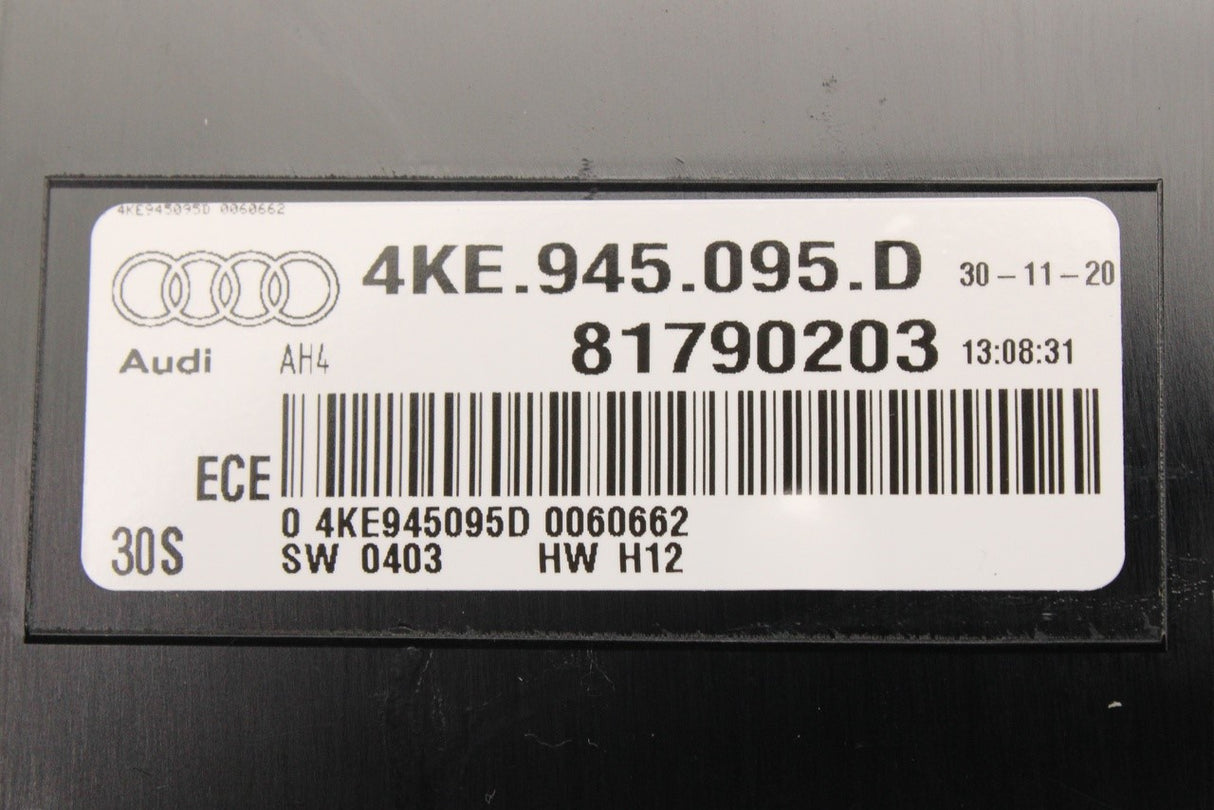 4KE945095D 0060662
4KE.945.095.D 30-11-20
81790203 13:08:31
Audi AH4
ECE
0 4KE945095D 0060662
30S SW 0403 HW H12